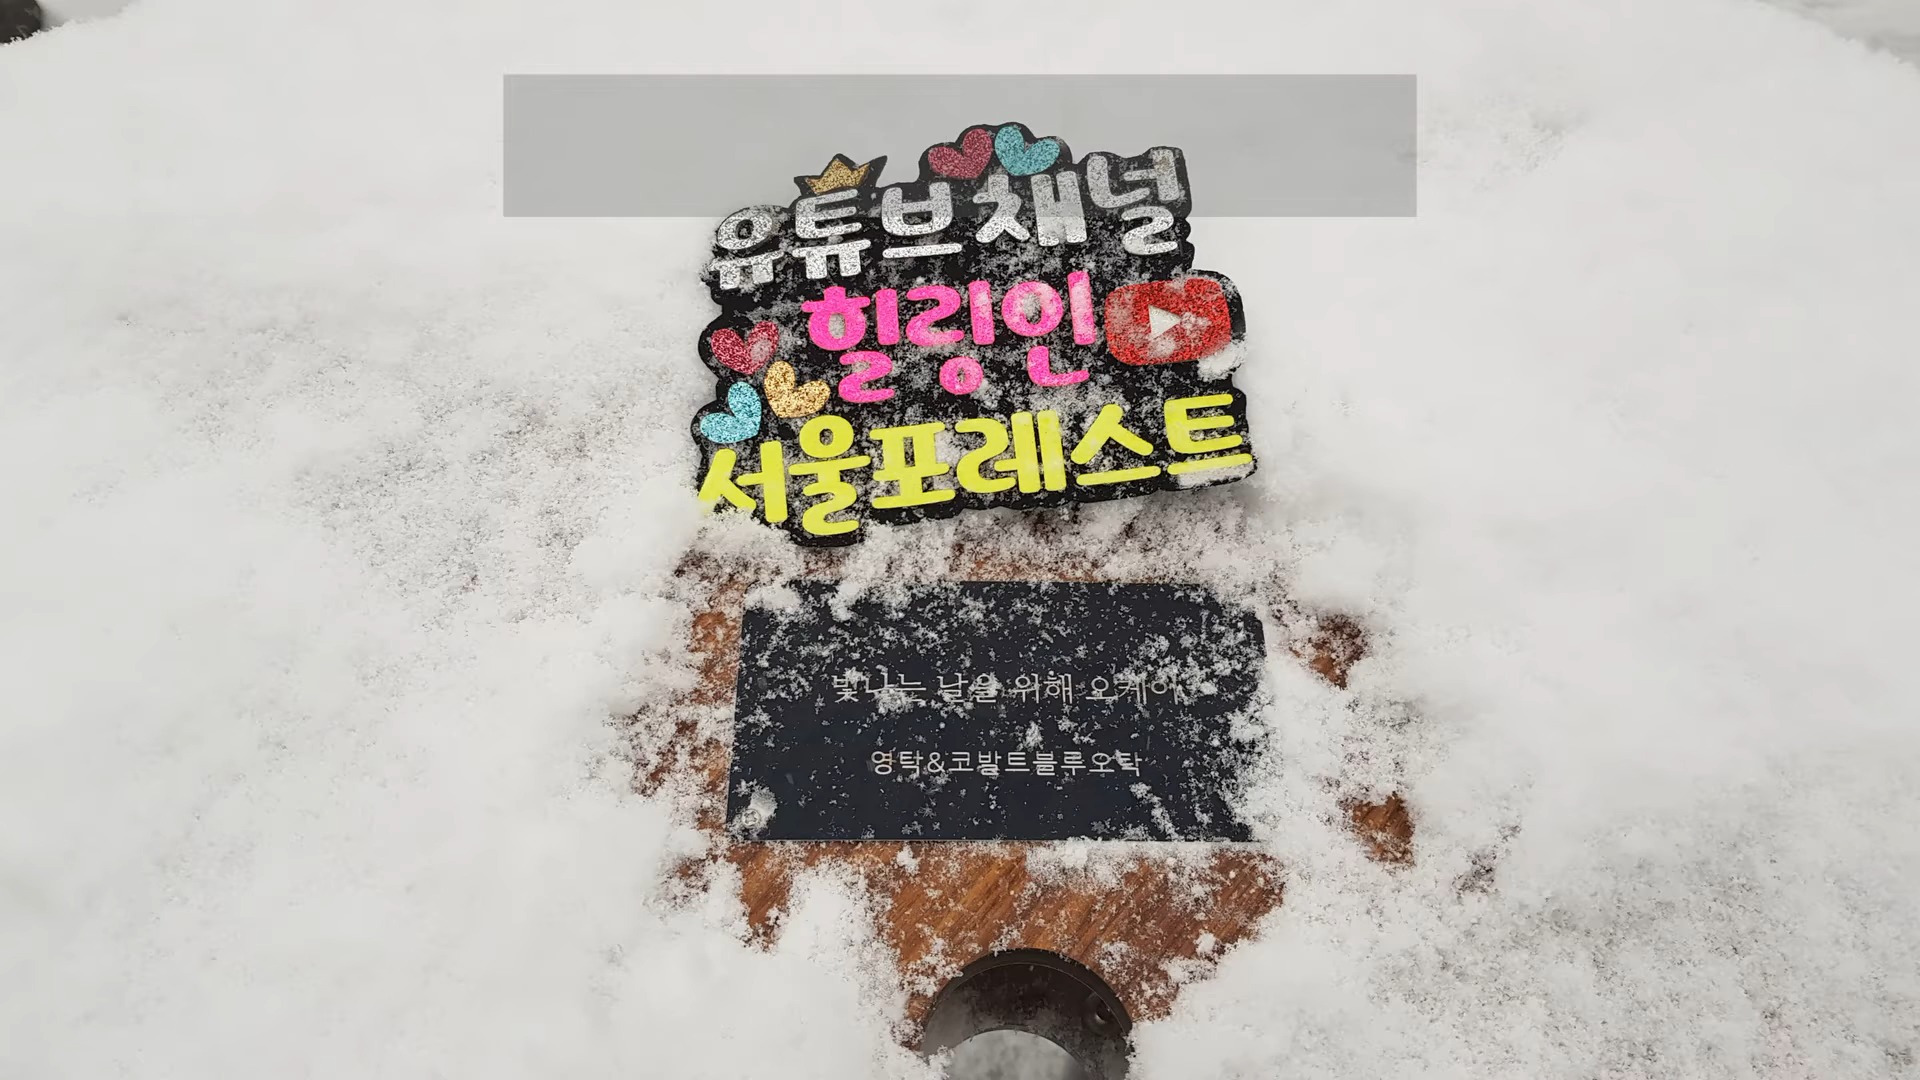 유튜브채널
힐링인
서울포레스트
빛나는 날을 위해 오케이
영탁&코발트블루오탁